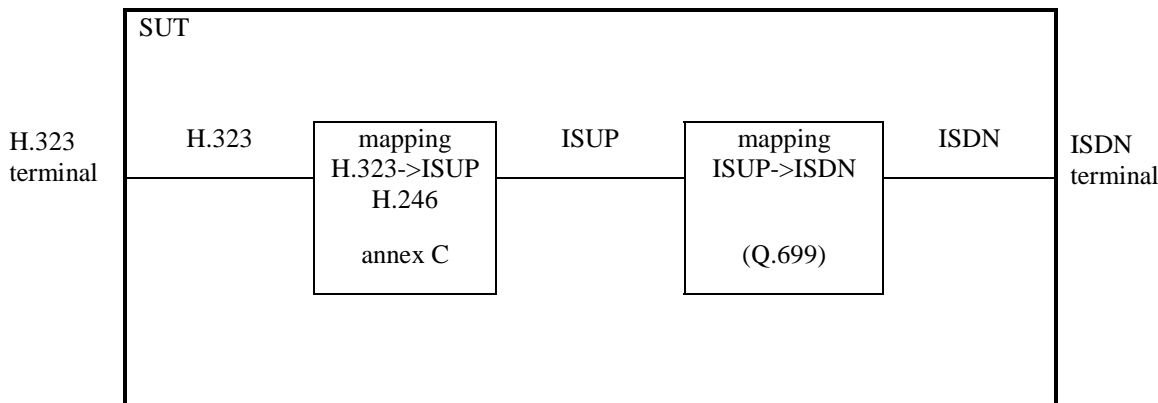 SUT
H.323
terminal
H.323
mapping
H.323->ISUP
H.246
annex C
ISUP
mapping
ISUP->ISDN
(Q.699)
ISDN
ISDN
terminal